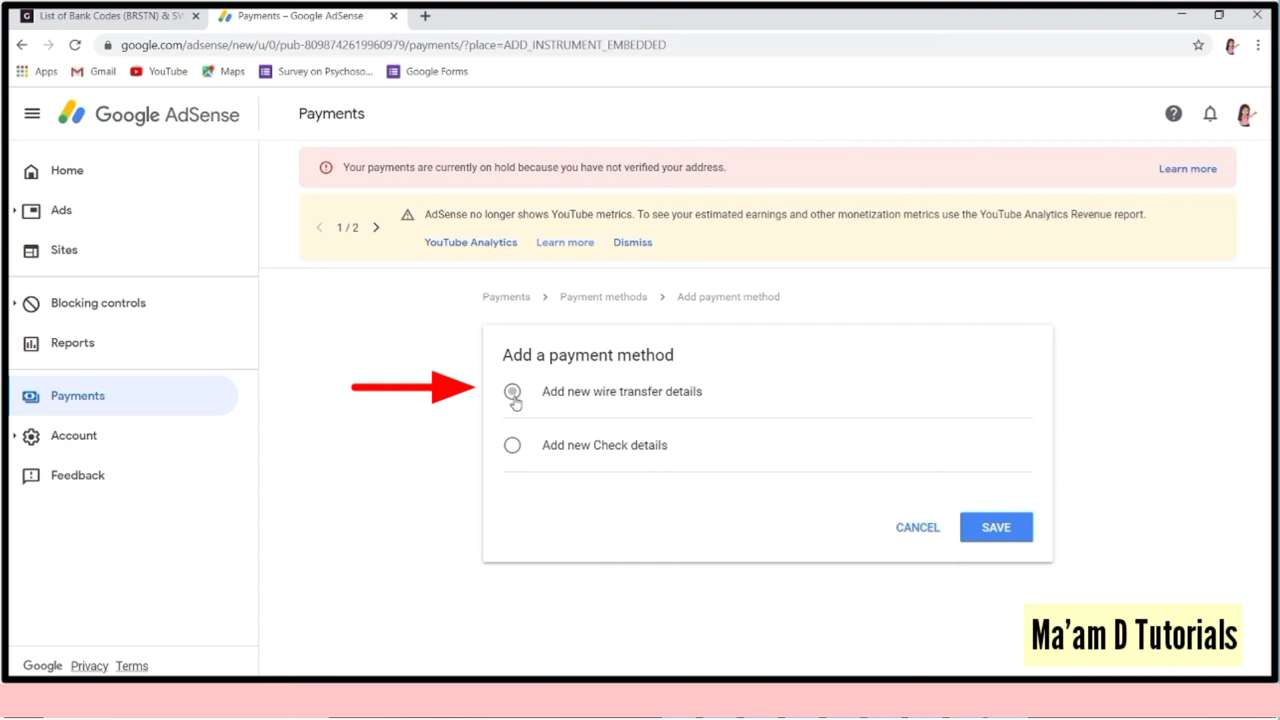 List of Bank Codes (BRSTN) & SW
Payments – Google AdSense
google.com/adsense/new/u/0/pub-8098742619960979/payments/?place=ADD_INSTRUMENT_EMBEDDED
Apps Gmail YouTube Maps Survey on Psychoso... Google Forms
Google AdSense
Payments
Home
Ads
Sites
Blocking controls
Reports
Payments
Account
Feedback
Google Privacy Terms
Your payments are currently on hold because you have not verified your address.
Learn more
1 / 2
AdSense no longer shows YouTube metrics. To see your estimated earnings and other monetization metrics use the YouTube Analytics Revenue report.
YouTube Analytics Learn more Dismiss
Payments > Payment methods > Add payment method
Add a payment method
Add new wire transfer details
Add new Check details
CANCEL SAVE
Ma'am D Tutorials